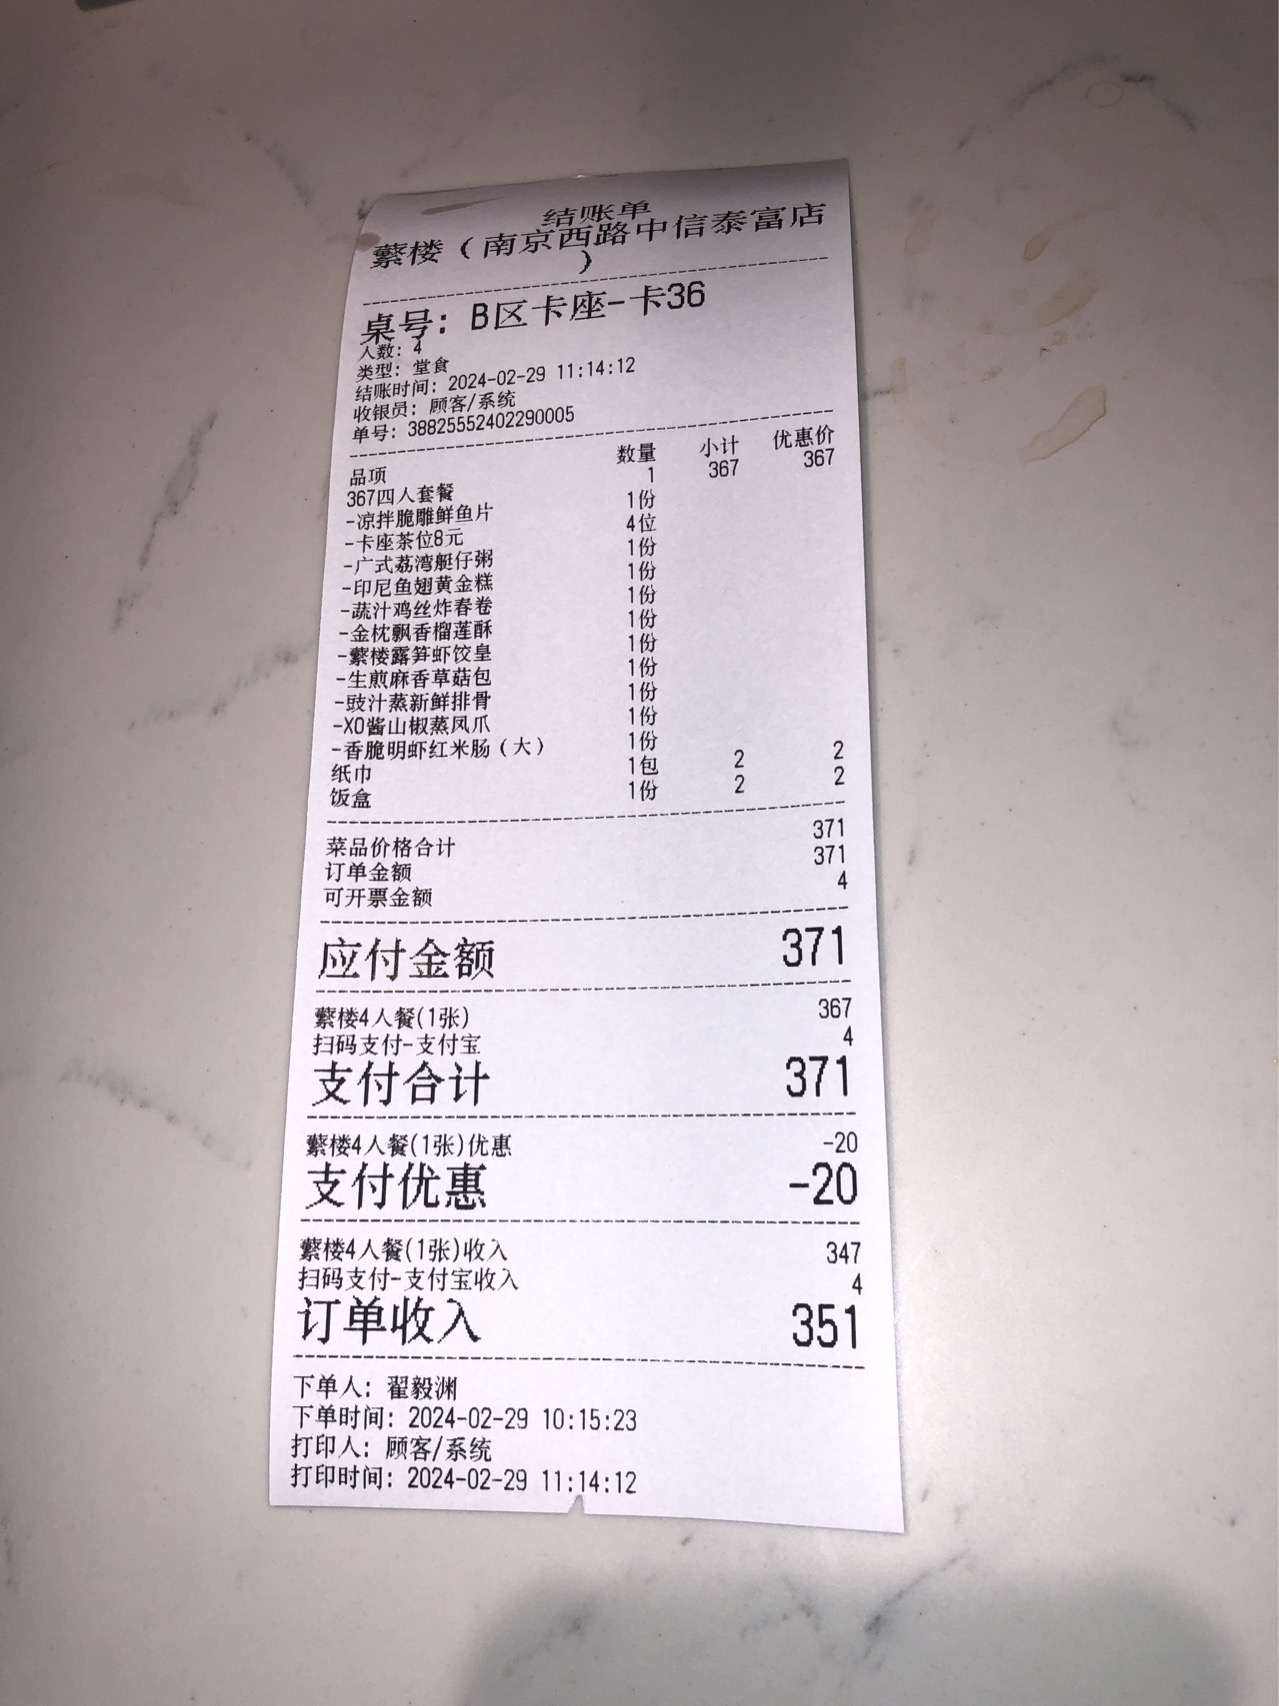 结账单
蘩楼（南京西路中信泰富店
）
桌号: B区卡座-卡36
人数: 4
类型: 堂食
结账时间: 2024-02-29 11:14:12
收银员: 顾客/系统
单号: 38825552402290005
品项 数量 小计 优惠价
367四人套餐 1 367 367
-凉拌脆雕鲜鱼片 1份
-卡座茶位8元 4位
-广式荔湾艇仔粥 1份
-印尼鱼翅黄金糕 1份
-蔬汁鸡丝炸春卷 1份
-金枕飘香榴莲酥 1份
-蘩楼露笋虾饺皇 1份
-生煎麻香草菇包 1份
-豉汁蒸新鲜排骨 1份
-XO酱山椒蒸凤爪 1份
-香脆明虾红米肠（大） 1份
纸巾 1包 2 2
饭盒 1份 2 2
菜品价格合计 371
订单金额 371
可开票金额 4
应付金额 371
蘩楼4人餐(1张) 367
扫码支付-支付宝 4
支付合计 371
蘩楼4人餐(1张)优惠 -20
支付优惠 -20
蘩楼4人餐(1张)收入 347
扫码支付-支付宝收入 4
订单收入 351
下单人: 翟毅渊
下单时间: 2024-02-29 10:15:23
打印人: 顾客/系统
打印时间: 2024-02-29 11:14:12